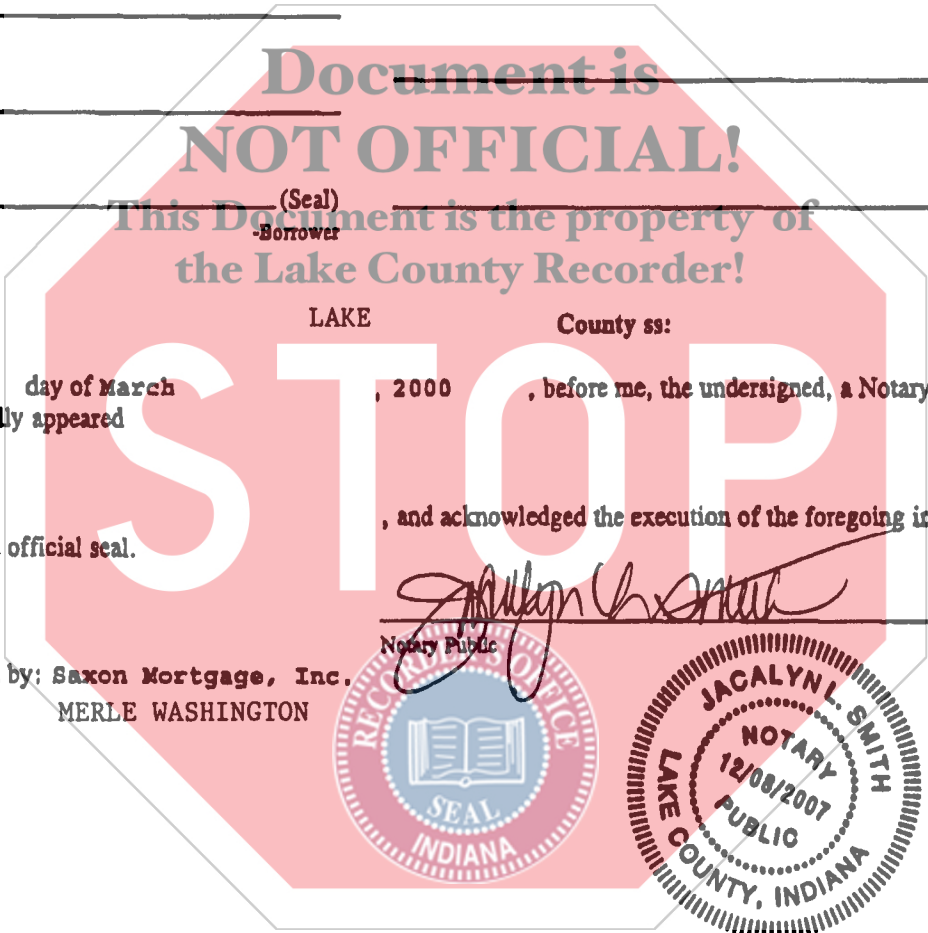 Document is
NOT OFFICIAL!
(Seal)
This Document is the property of
-Borrower
the Lake County Recorder!
LAKE County ss:
STOP
day of March , 2000 , before me, the undersigned, a Notary
lly appeared
, and acknowledged the execution of the foregoing in
official seal.
Notary Public
by: Saxon Mortgage, Inc.
MERLE WASHINGTON
RECORDER'S OFFICE
SEAL
INDIANA
JACALYN L. SMITH
NOTARY
12/08/2007
PUBLIC
LAKE COUNTY, INDIANA